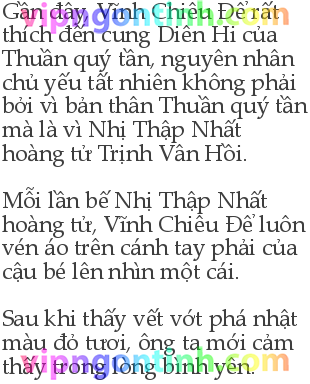 Gần đây, Vĩnh Chiêu Đế rất
thích đến cung Diên Hi của
Thuần quý tần, nguyên nhân
chủ yếu tất nhiên không phải
bởi vì bản thân Thuần quý tần
mà là vì Nhị Thập Nhất
hoàng tử Trịnh Vân Hồi.
Mỗi lần bế Nhị Thập Nhất
hoàng tử, Vĩnh Chiêu Đế luôn
vén áo trên cánh tay phải của
cậu bé lên nhìn một cái.
Sau khi thấy vết vớt phá nhật
màu đỏ tươi, ông ta mới cảm
thấy trong lòng bình yên.
vipngontinh.com
vipngontinh.com